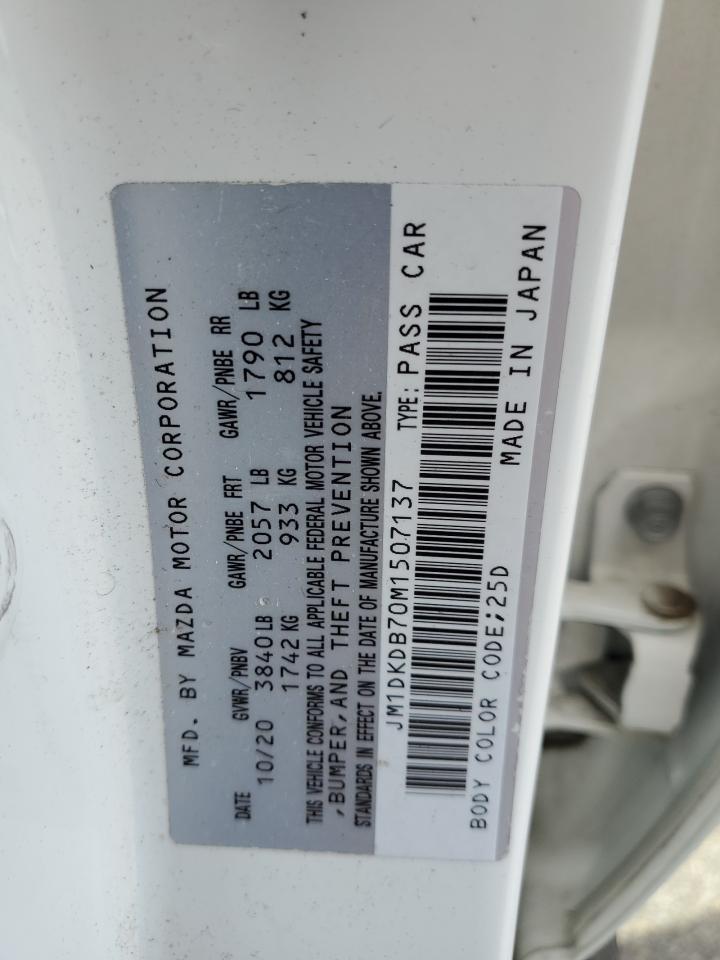 MFD. BY MAZDA MOTOR CORPORATION
DATE GVWR/PNBV GAWR/PNBE FRT GAWR/PNBE RR
10/20 3840 LB 2057 LB 1790 LB
1742 KG 933 KG 812 KG
THIS VEHICLE CONFORMS TO ALL APPLICABLE FEDERAL MOTOR VEHICLE SAFETY
,BUMPER,AND THEFT PREVENTION
STANDARDS IN EFFECT ON THE DATE OF MANUFACTURE SHOWN ABOVE.
JM1DKDB70M1507137 TYPE: PASS CAR
BODY COLOR CODE;25D MADE IN JAPAN